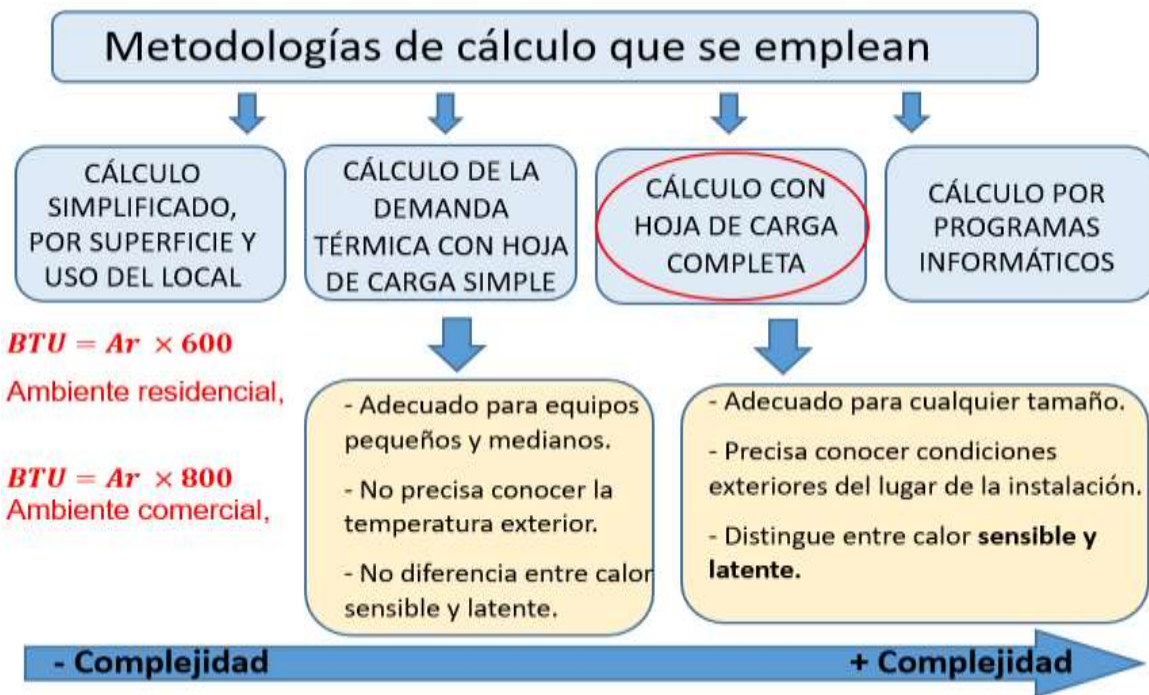 Metodologías de cálculo que se emplean
CÁLCULO
SIMPLIFICADO,
POR SUPERFICIE Y
USO DEL LOCAL
CÁLCULO DE LA
DEMANDA
TÉRMICA CON HOJA
DE CARGA SIMPLE
CÁLCULO CON
HOJA DE CARGA
COMPLETA
CÁLCULO POR
PROGRAMAS
INFORMÁTICOS
BTU = Ar × 600
Ambiente residencial,
BTU = Ar × 800
Ambiente comercial,
- Adecuado para equipos
pequeños y medianos.
- No precisa conocer la
temperatura exterior.
- No diferencia entre calor
sensible y latente.
- Adecuado para cualquier tamaño.
- Precisa conocer condiciones
exteriores del lugar de la instalación.
- Distingue entre calor sensible y
latente.
- Complejidad
+ Complejidad